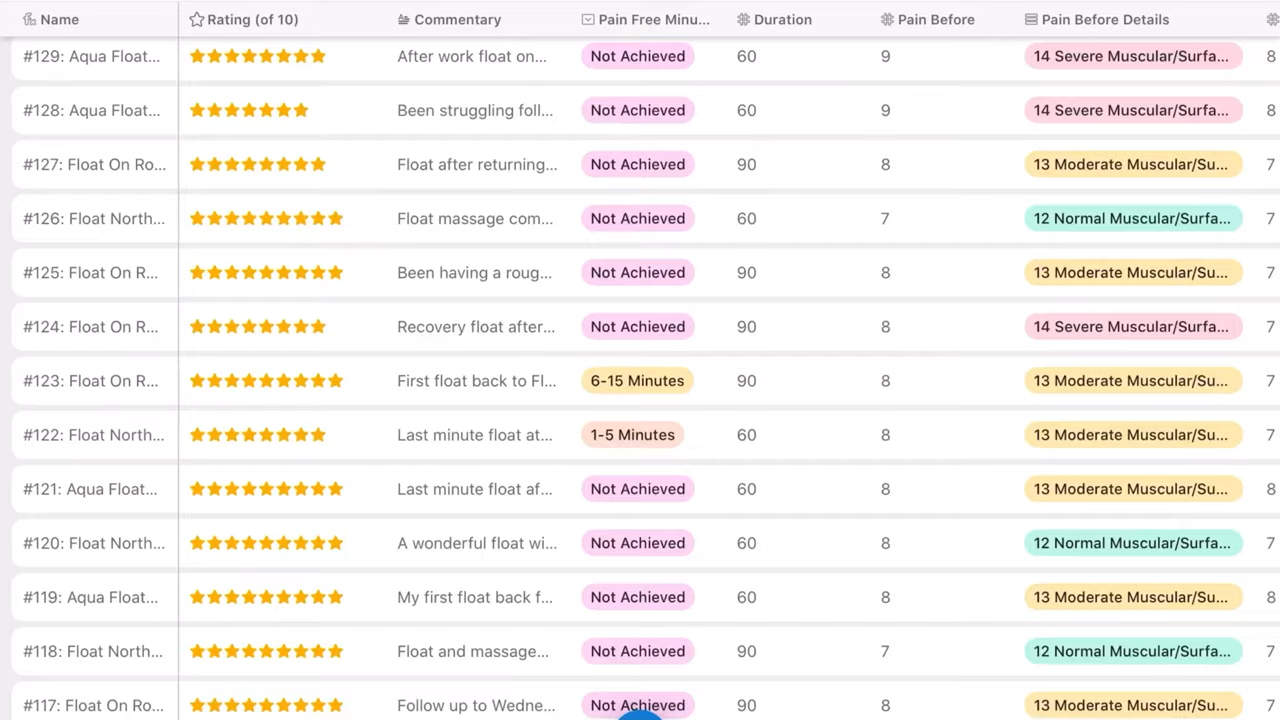 Name Rating (of 10) Commentary Pain Free Minu... Duration Pain Before Pain Before Details
#129: Aqua Float... After work float on... Not Achieved 60 9 14 Severe Muscular/Surfa... 8
#128: Aqua Float... Been struggling foll... Not Achieved 60 9 14 Severe Muscular/Surfa... 8
#127: Float On Ro... Float after returning... Not Achieved 90 8 13 Moderate Muscular/Su... 7
#126: Float North... Float massage com... Not Achieved 60 7 12 Normal Muscular/Surfa... 7
#125: Float On R... Been having a roug... Not Achieved 90 8 13 Moderate Muscular/Su... 7
#124: Float On R... Recovery float after... Not Achieved 90 8 14 Severe Muscular/Surfa... 7
#123: Float On R... First float back to Fl... 6-15 Minutes 90 8 13 Moderate Muscular/Su... 7
#122: Float North... Last minute float at... 1-5 Minutes 60 8 13 Moderate Muscular/Su... 7
#121: Aqua Float... Last minute float af... Not Achieved 60 8 13 Moderate Muscular/Su... 8
#120: Float North... A wonderful float wi... Not Achieved 60 8 12 Normal Muscular/Surfa... 7
#119: Aqua Float... My first float back f... Not Achieved 60 8 13 Moderate Muscular/Su... 8
#118: Float North... Float and massage... Not Achieved 90 7 12 Normal Muscular/Surfa... 7
#117: Float On Ro... Follow up to Wedne... Not Achieved 90 8 13 Moderate Muscular/Su... 7